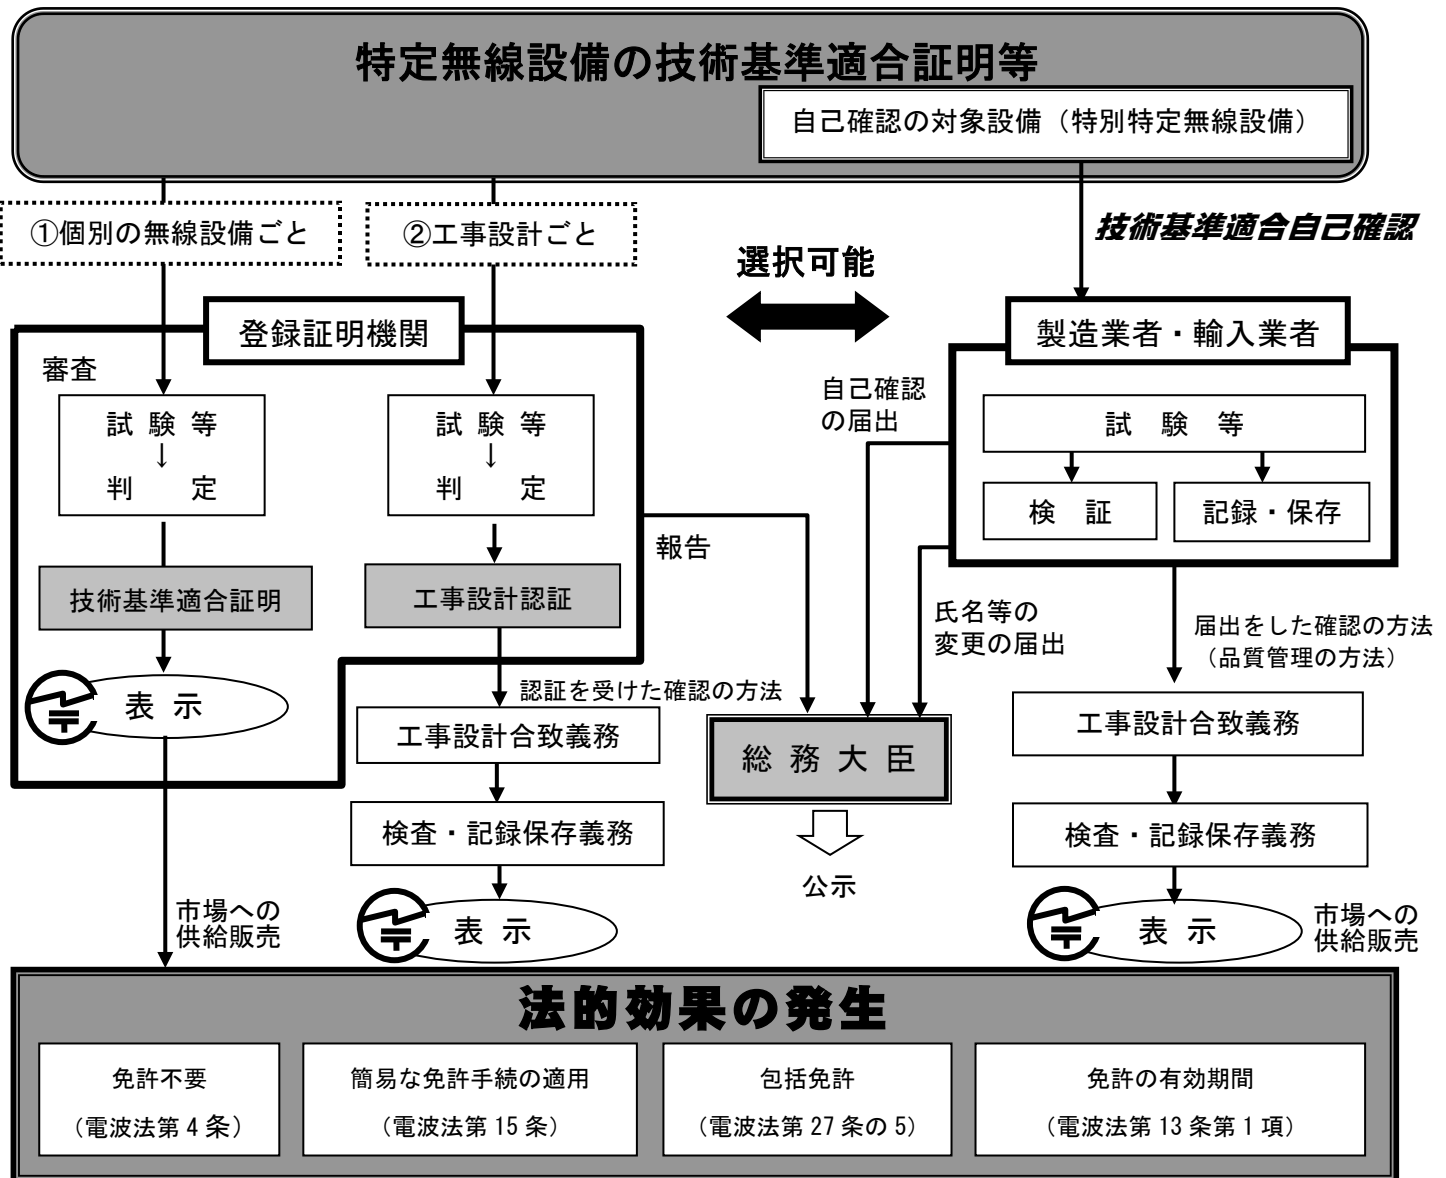 特定無線設備の技術基準適合証明等
自己確認の対象設備（特別特定無線設備）
①個別の無線設備ごと
②工事設計ごと
技術基準適合自己確認
選択可能
登録証明機関
製造業者・輸入業者
審査
試験等
↓
判定
試験等
↓
判定
自己確認
の届出
試験等
検証
記録・保存
報告
技術基準適合証明
工事設計認証
氏名等の
変更の届出
届出をした確認の方法
（品質管理の方法）
表示
認証を受けた確認の方法
工事設計合致義務
総務大臣
工事設計合致義務
検査・記録保存義務
検査・記録保存義務
公示
市場への
供給販売
表示
表示
市場への
供給販売
法的効果の発生
免許不要
（電波法第4条）
簡易な免許手続の適用
（電波法第15条）
包括免許
（電波法第27条の5）
免許の有効期間
（電波法第13条第1項）